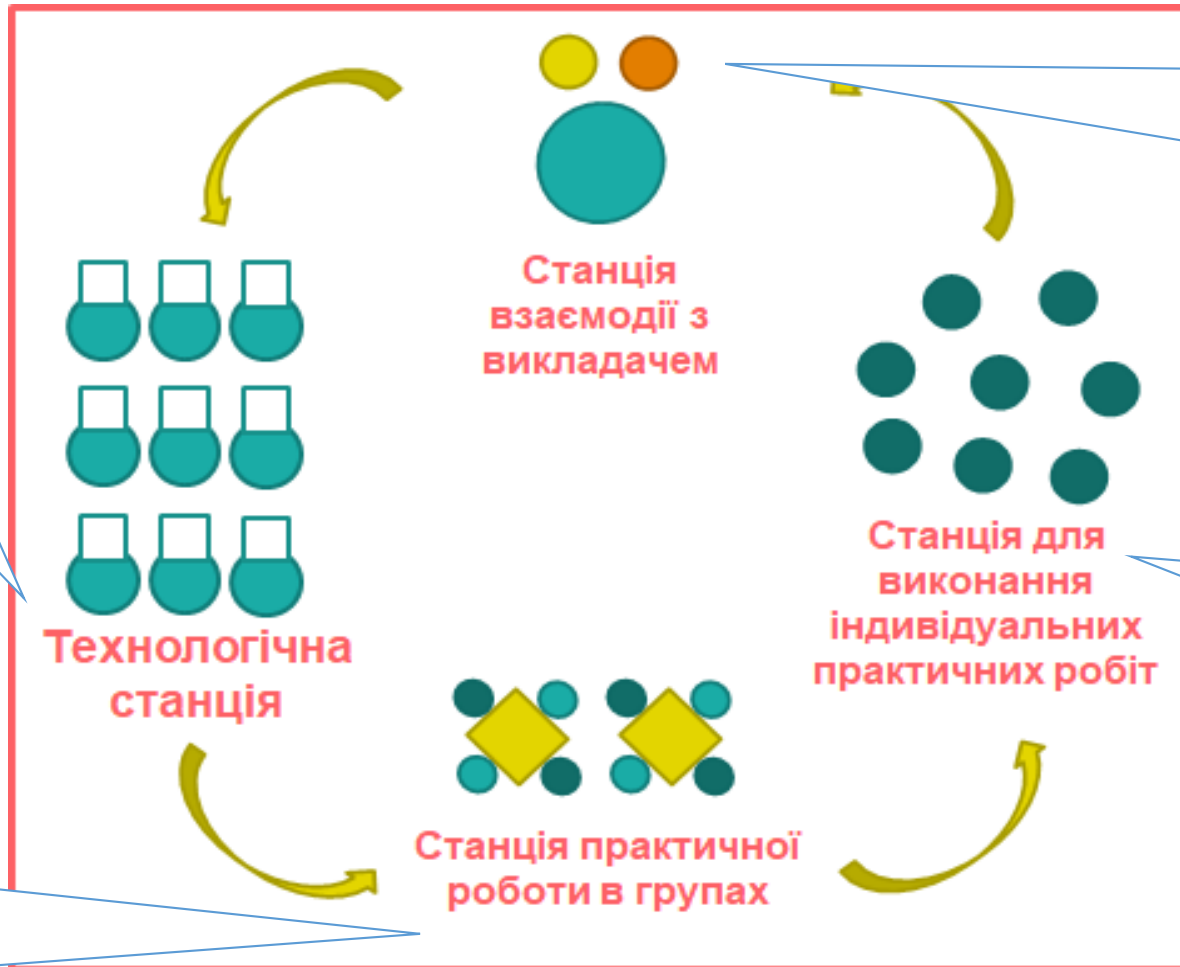 Станція
взаємодії з
викладачем
Технологічна
станція
Станція для
виконання
індивідуальних
практичних робіт
Станція практичної
роботи в групах